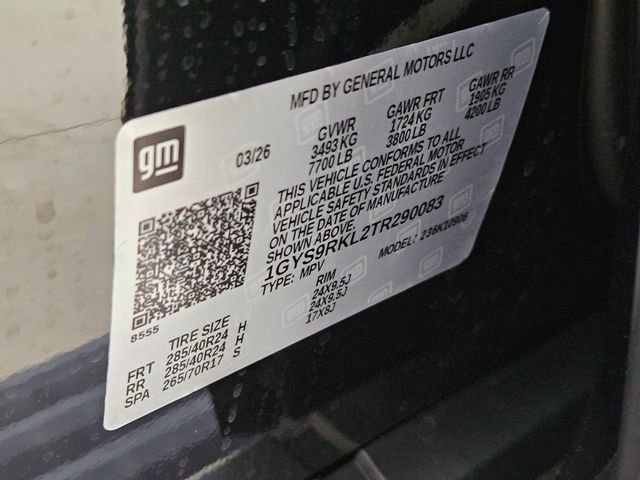 MFD BY GENERAL MOTORS LLC
gm
03/26
GVWR
3493 KG
7700 LB
GAWR FRT
1724 KG
3800 LB
GAWR RR
1905 KG
4200 LB
THIS VEHICLE CONFORMS TO ALL
APPLICABLE U.S. FEDERAL MOTOR
VEHICLE SAFETY STANDARDS IN EFFECT
ON THE DATE OF MANUFACTURE
SHOWN ABOVE.
1GYS9RKL2TR290083
TYPE: MPV
MODEL: 236K10906
8555
TIRE SIZE RIM
FRT 285/40R24 H 24X9.5J
RR 285/40R24 H 24X9.5J
SPA 265/70R17 S 17X8J